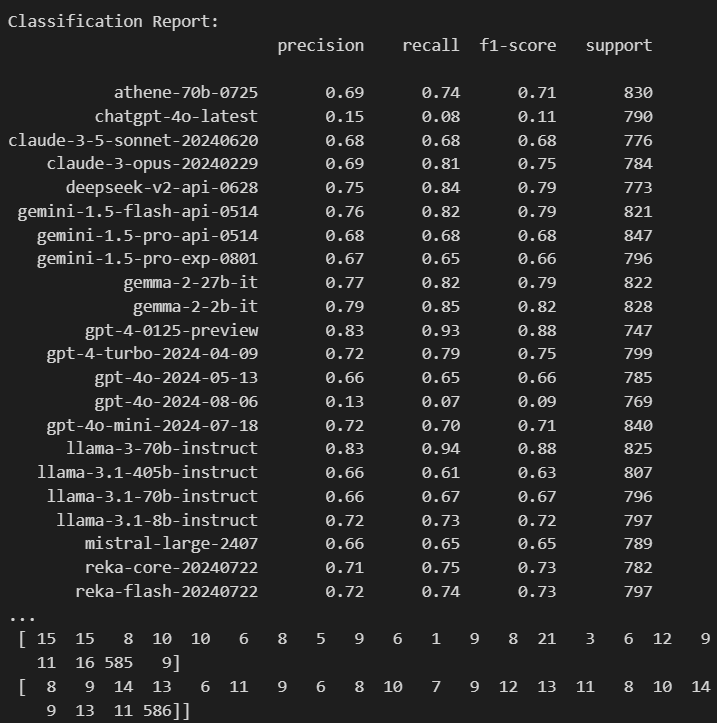 Classification Report:
precision recall f1-score support
athene-70b-0725 0.69 0.74 0.71 830
chatgpt-4o-latest 0.15 0.08 0.11 790
claude-3-5-sonnet-20240620 0.68 0.68 0.68 776
claude-3-opus-20240229 0.69 0.81 0.75 784
deepseek-v2-api-0628 0.75 0.84 0.79 773
gemini-1.5-flash-api-0514 0.76 0.82 0.79 821
gemini-1.5-pro-api-0514 0.68 0.68 0.68 847
gemini-1.5-pro-exp-0801 0.67 0.65 0.66 796
gemma-2-27b-it 0.77 0.82 0.79 822
gemma-2-2b-it 0.79 0.85 0.82 828
gpt-4-0125-preview 0.83 0.93 0.88 747
gpt-4-turbo-2024-04-09 0.72 0.79 0.75 799
gpt-4o-2024-05-13 0.66 0.65 0.66 785
gpt-4o-2024-08-06 0.13 0.07 0.09 769
gpt-4o-mini-2024-07-18 0.72 0.70 0.71 840
llama-3-70b-instruct 0.83 0.94 0.88 825
llama-3.1-405b-instruct 0.66 0.61 0.63 807
llama-3.1-70b-instruct 0.66 0.67 0.67 796
llama-3.1-8b-instruct 0.72 0.73 0.72 797
mistral-large-2407 0.66 0.65 0.65 789
reka-core-20240722 0.71 0.75 0.73 782
reka-flash-20240722 0.72 0.74 0.73 797
...
[ 15 15 8 10 10 6 8 5 9 6 1 9 8 21 3 6 12 9
11 16 585 9]
[ 8 9 14 13 6 11 9 6 8 10 7 9 12 13 11 8 10 14
9 13 11 586]]